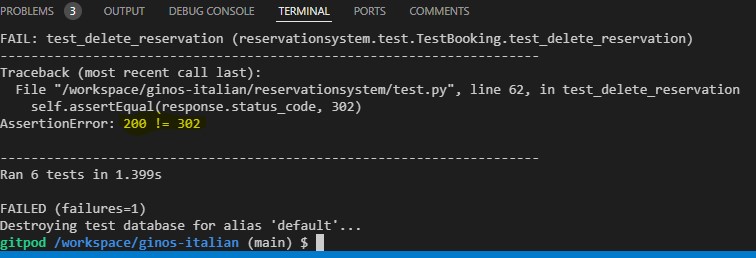 PROBLEMS 3 OUTPUT DEBUG CONSOLE TERMINAL PORTS COMMENTS
FAIL: test_delete_reservation (reservationsystem.test.TestBooking.test_delete_reservation)
----------------------------------------------------------------------
Traceback (most recent call last):
  File "/workspace/ginos-italian/reservationsystem/test.py", line 62, in test_delete_reservation
    self.assertEqual(response.status_code, 302)
AssertionError: 200 != 302
----------------------------------------------------------------------
Ran 6 tests in 1.399s
FAILED (failures=1)
Destroying test database for alias 'default'...
gitpod /workspace/ginos-italian (main) $